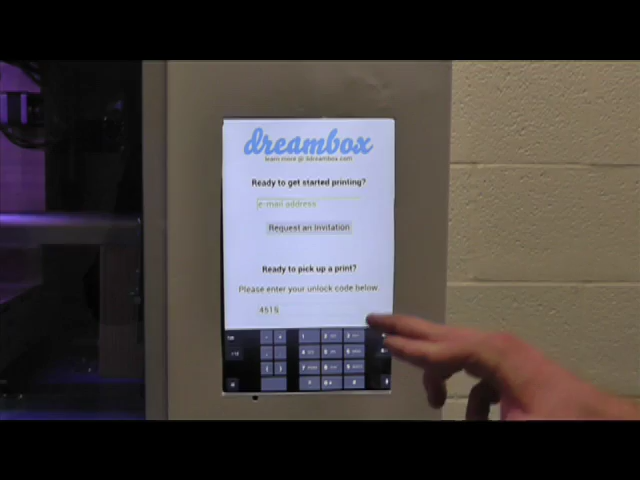 dreambox
learn more @ 3dreambox.com
Ready to get started printing?
e-mail address
Request an Invitation
Ready to pick up a print?
Please enter your unlock code below
4515